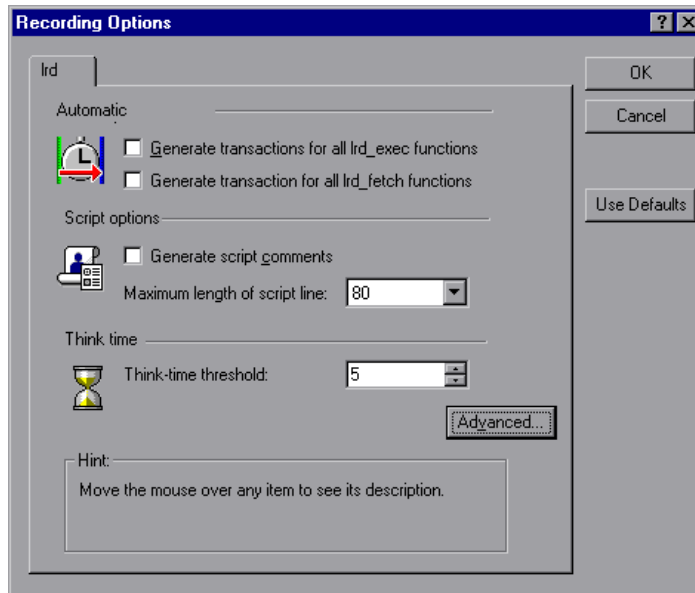 Recording Options
lrd
OK
Cancel
Use Defaults
Automatic
Generate transactions for all lrd_exec functions
Generate transaction for all lrd_fetch functions
Script options
Generate script comments
Maximum length of script line: 80
Think time
Think-time threshold: 5
Advanced...
Hint:
Move the mouse over any item to see its description.